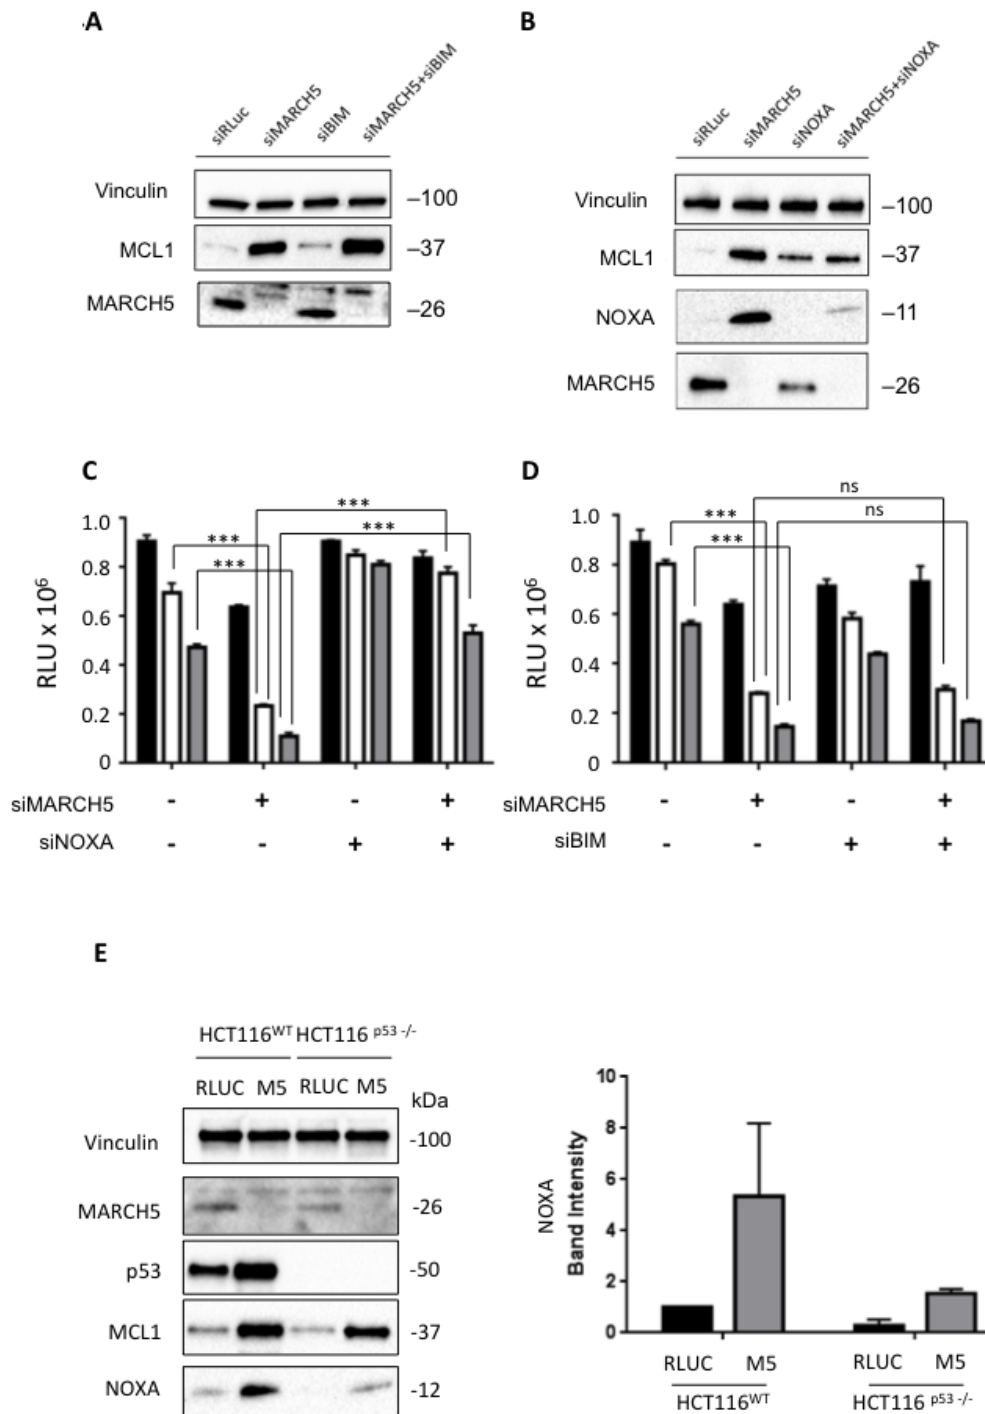 A
siRLuc siMARCH5 siBIM siMARCH5+siBIM
Vinculin –100
MCL1 –37
MARCH5 –26
B
siRLuc siMARCH5 siNOXA siMARCH5+siNOXA
Vinculin –100
MCL1 –37
NOXA –11
MARCH5 –26
C
RLU x 10⁶
1.0
0.8
0.6
0.4
0.2
0
*** ***
*** ***
siMARCH5 - + - +
siNOXA - - + +
D
RLU x 10⁶
1.0
0.8
0.6
0.4
0.2
0
ns
*** ns
***
siMARCH5 - + - +
siBIM - - + +
E
HCT116ᵂᵀ HCT116 ᵖ⁵³ ⁻/⁻
RLUC M5 RLUC M5
kDa
Vinculin -100
MARCH5 -26
p53 -50
MCL1 -37
NOXA -12
NOXA
Band Intensity
10
8
6
4
2
0
RLUC M5 RLUC M5
HCT116ᵂᵀ HCT116 ᵖ⁵³ ⁻/⁻